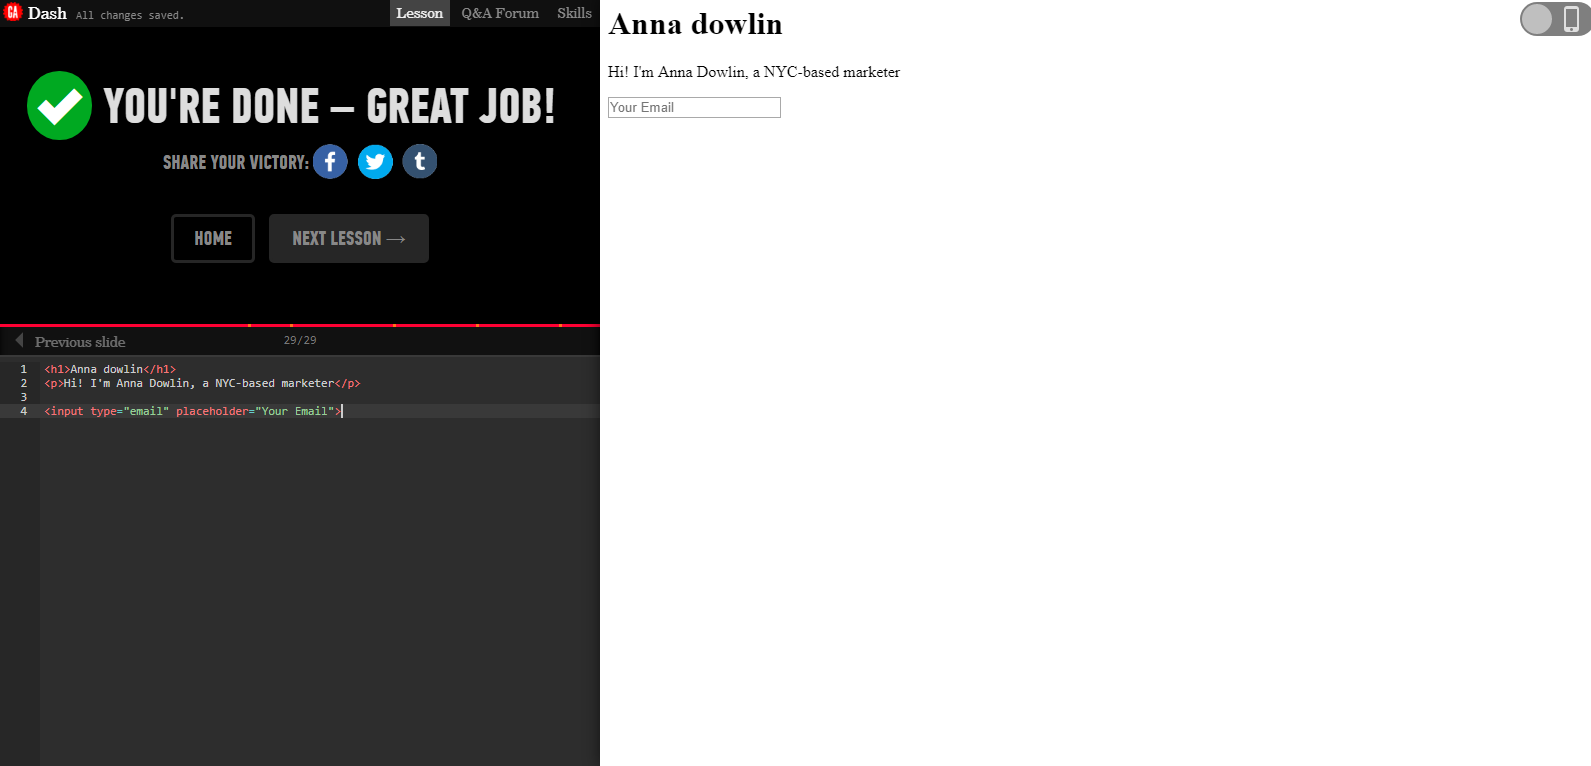 GA Dash All changes saved. Lesson Q&A Forum Skills
YOU'RE DONE – GREAT JOB!
SHARE YOUR VICTORY: f t
HOME NEXT LESSON →
Previous slide 29/29
1 <h1>Anna dowlin</h1>
2 <p>Hi! I'm Anna Dowlin, a NYC-based marketer</p>
3
4 <input type="email" placeholder="Your Email">
Anna dowlin
Hi! I'm Anna Dowlin, a NYC-based marketer
Your Email